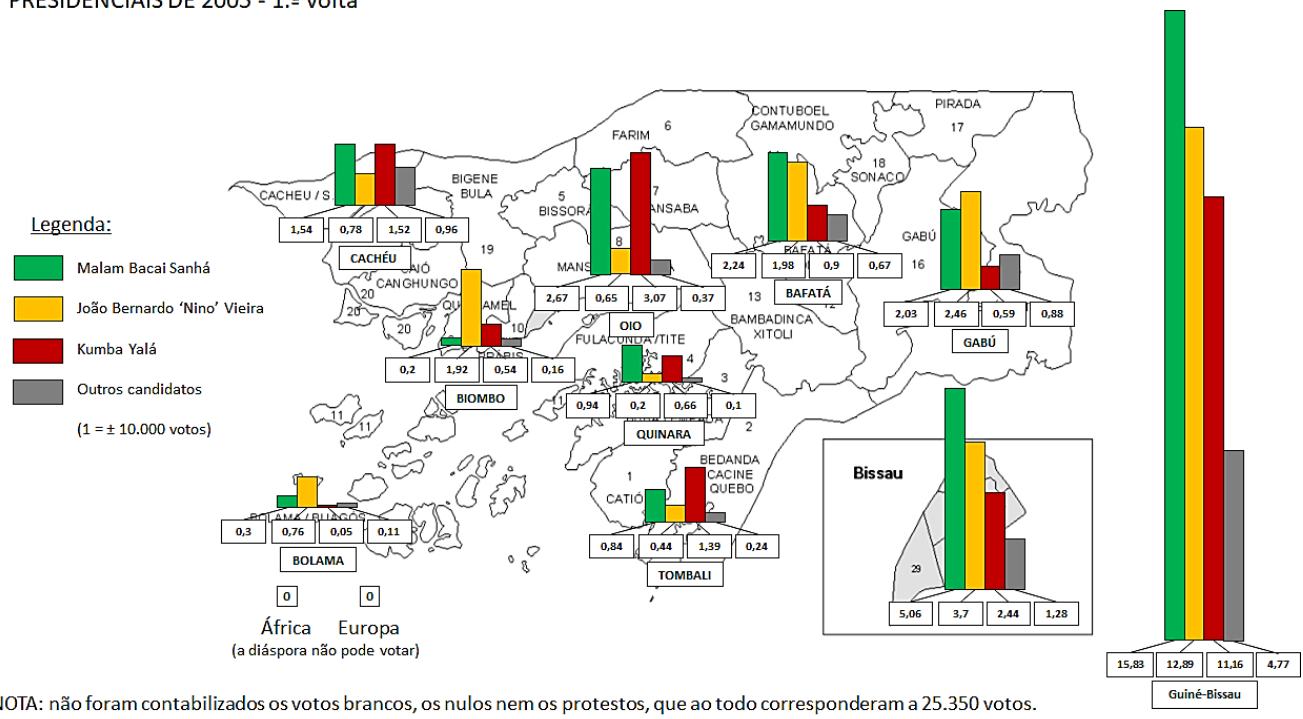 PRESIDENCIAIS DE 2005 - 1.ª volta
Legenda:
Malam Bacai Sanhá
João Bernardo ‘Nino’ Vieira
Kumba Yalá
Outros candidatos
(1 = ± 10.000 votos)
CACHEU / S.
BIGENE
BULA
19
CAIÓ
CANGHUNGO
20
20
20
1,54 0,78 1,52 0,96
CACHÉU
FARIM 6
5
BISSORÃ
7
MANSABA
8
MANS
2,67 0,65 3,07 0,37
OIO
CONTUBOEL
GAMAMUNDO
PIRADA
17
18
SONACO
BAFATÁ
2,24 1,98 0,9 0,67
BAFATÁ
13
12
BAMBADINCA
XITOLI
GABÚ
16
2,03 2,46 0,59 0,88
GABÚ
QUI AMEL
10
0,2 1,92 0,54 0,16
BIOMBO
FULACUNDA/TITE
4
3
2
0,94 0,2 0,66 0,1
QUINARA
11
11
11
1
CATIÓ
BEDANDA
CACINE
QUEBO
0,84 0,44 1,39 0,24
TOMBALI
BOLAMA / BIJAGÓS
0,3 0,76 0,05 0,11
BOLAMA
0 0
África Europa
(a diáspora não pode votar)
Bissau
29
5,06 3,7 2,44 1,28
15,83 12,89 11,16 4,77
Guiné-Bissau
NOTA: não foram contabilizados os votos brancos, os nulos nem os protestos, que ao todo corresponderam a 25.350 votos.